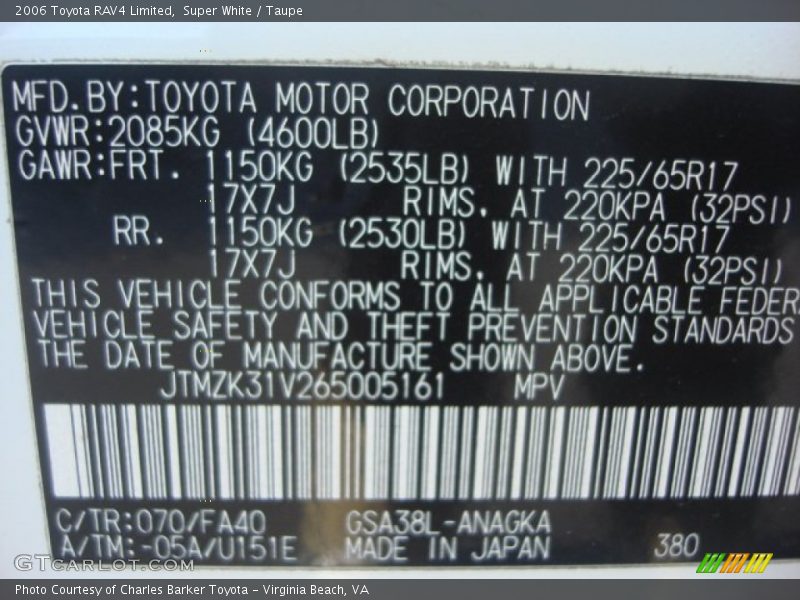 2006 Toyota RAV4 Limited,  Super White / Taupe
MFD.BY:TOYOTA MOTOR CORPORATION
GVWR:2085KG (4600LB)
GAWR:FRT. 1150KG (2535LB) WITH 225/65R17
17X7J RIMS. AT 220KPA (32PSI)
RR. 1150KG (2530LB) WITH 225/65R17
17X7J RIMS. AT 220KPA (32PSI)
THIS VEHICLE CONFORMS TO ALL APPLICABLE FEDER
VEHICLE SAFETY AND THEFT PREVENTION STANDARDS
THE DATE OF MANUFACTURE SHOWN ABOVE.
JTMZK31V265005161 MPV
C/TR:070/FA40 GSA38L-ANAGKA
A/TM:-05A/U151E MADE IN JAPAN 380
GTCARLOT.COM
Photo Courtesy of Charles Barker Toyota - Virginia Beach, VA